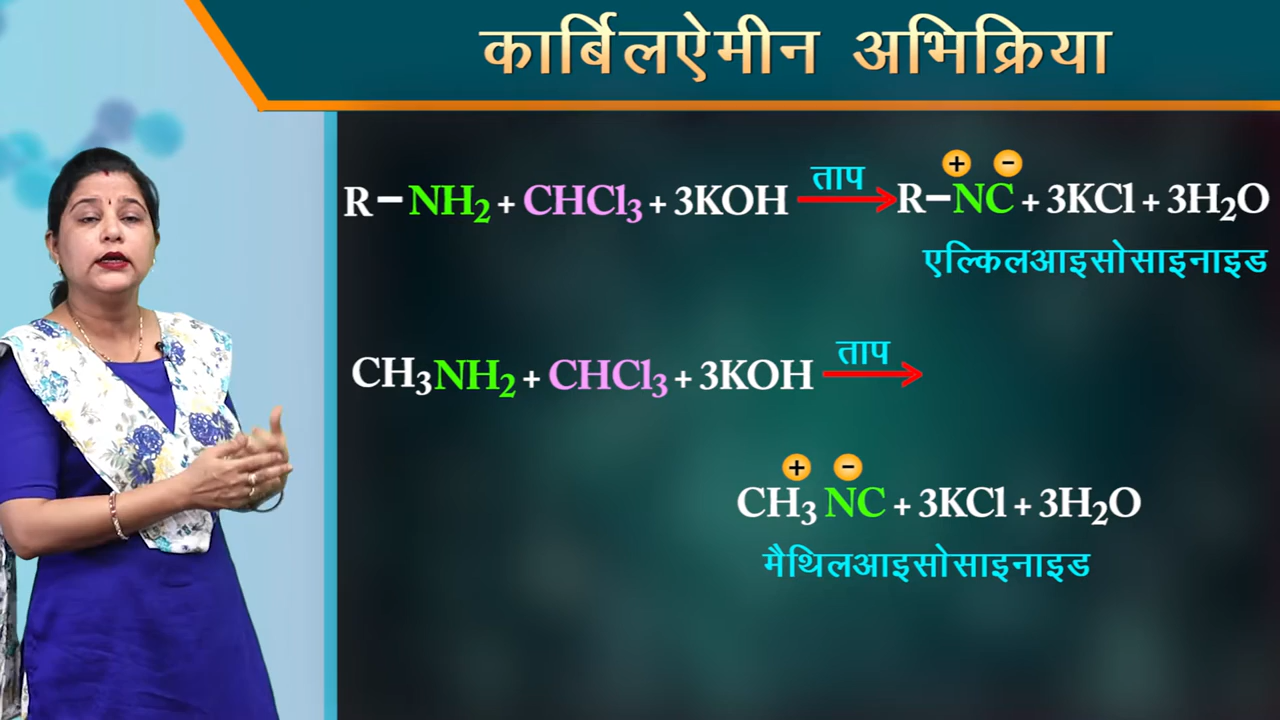 कार्बिलऐमीन अभिक्रिया
R−NH₂ + CHCl₃ + 3KOH ताप → R−N⊕C⊖ + 3KCl + 3H₂O
एल्किलआइसोसाइनाइड
CH₃NH₂ + CHCl₃ + 3KOH ताप →
⊕ ⊖
CH₃ NC + 3KCl + 3H₂O
मैथिलआइसोसाइनाइड